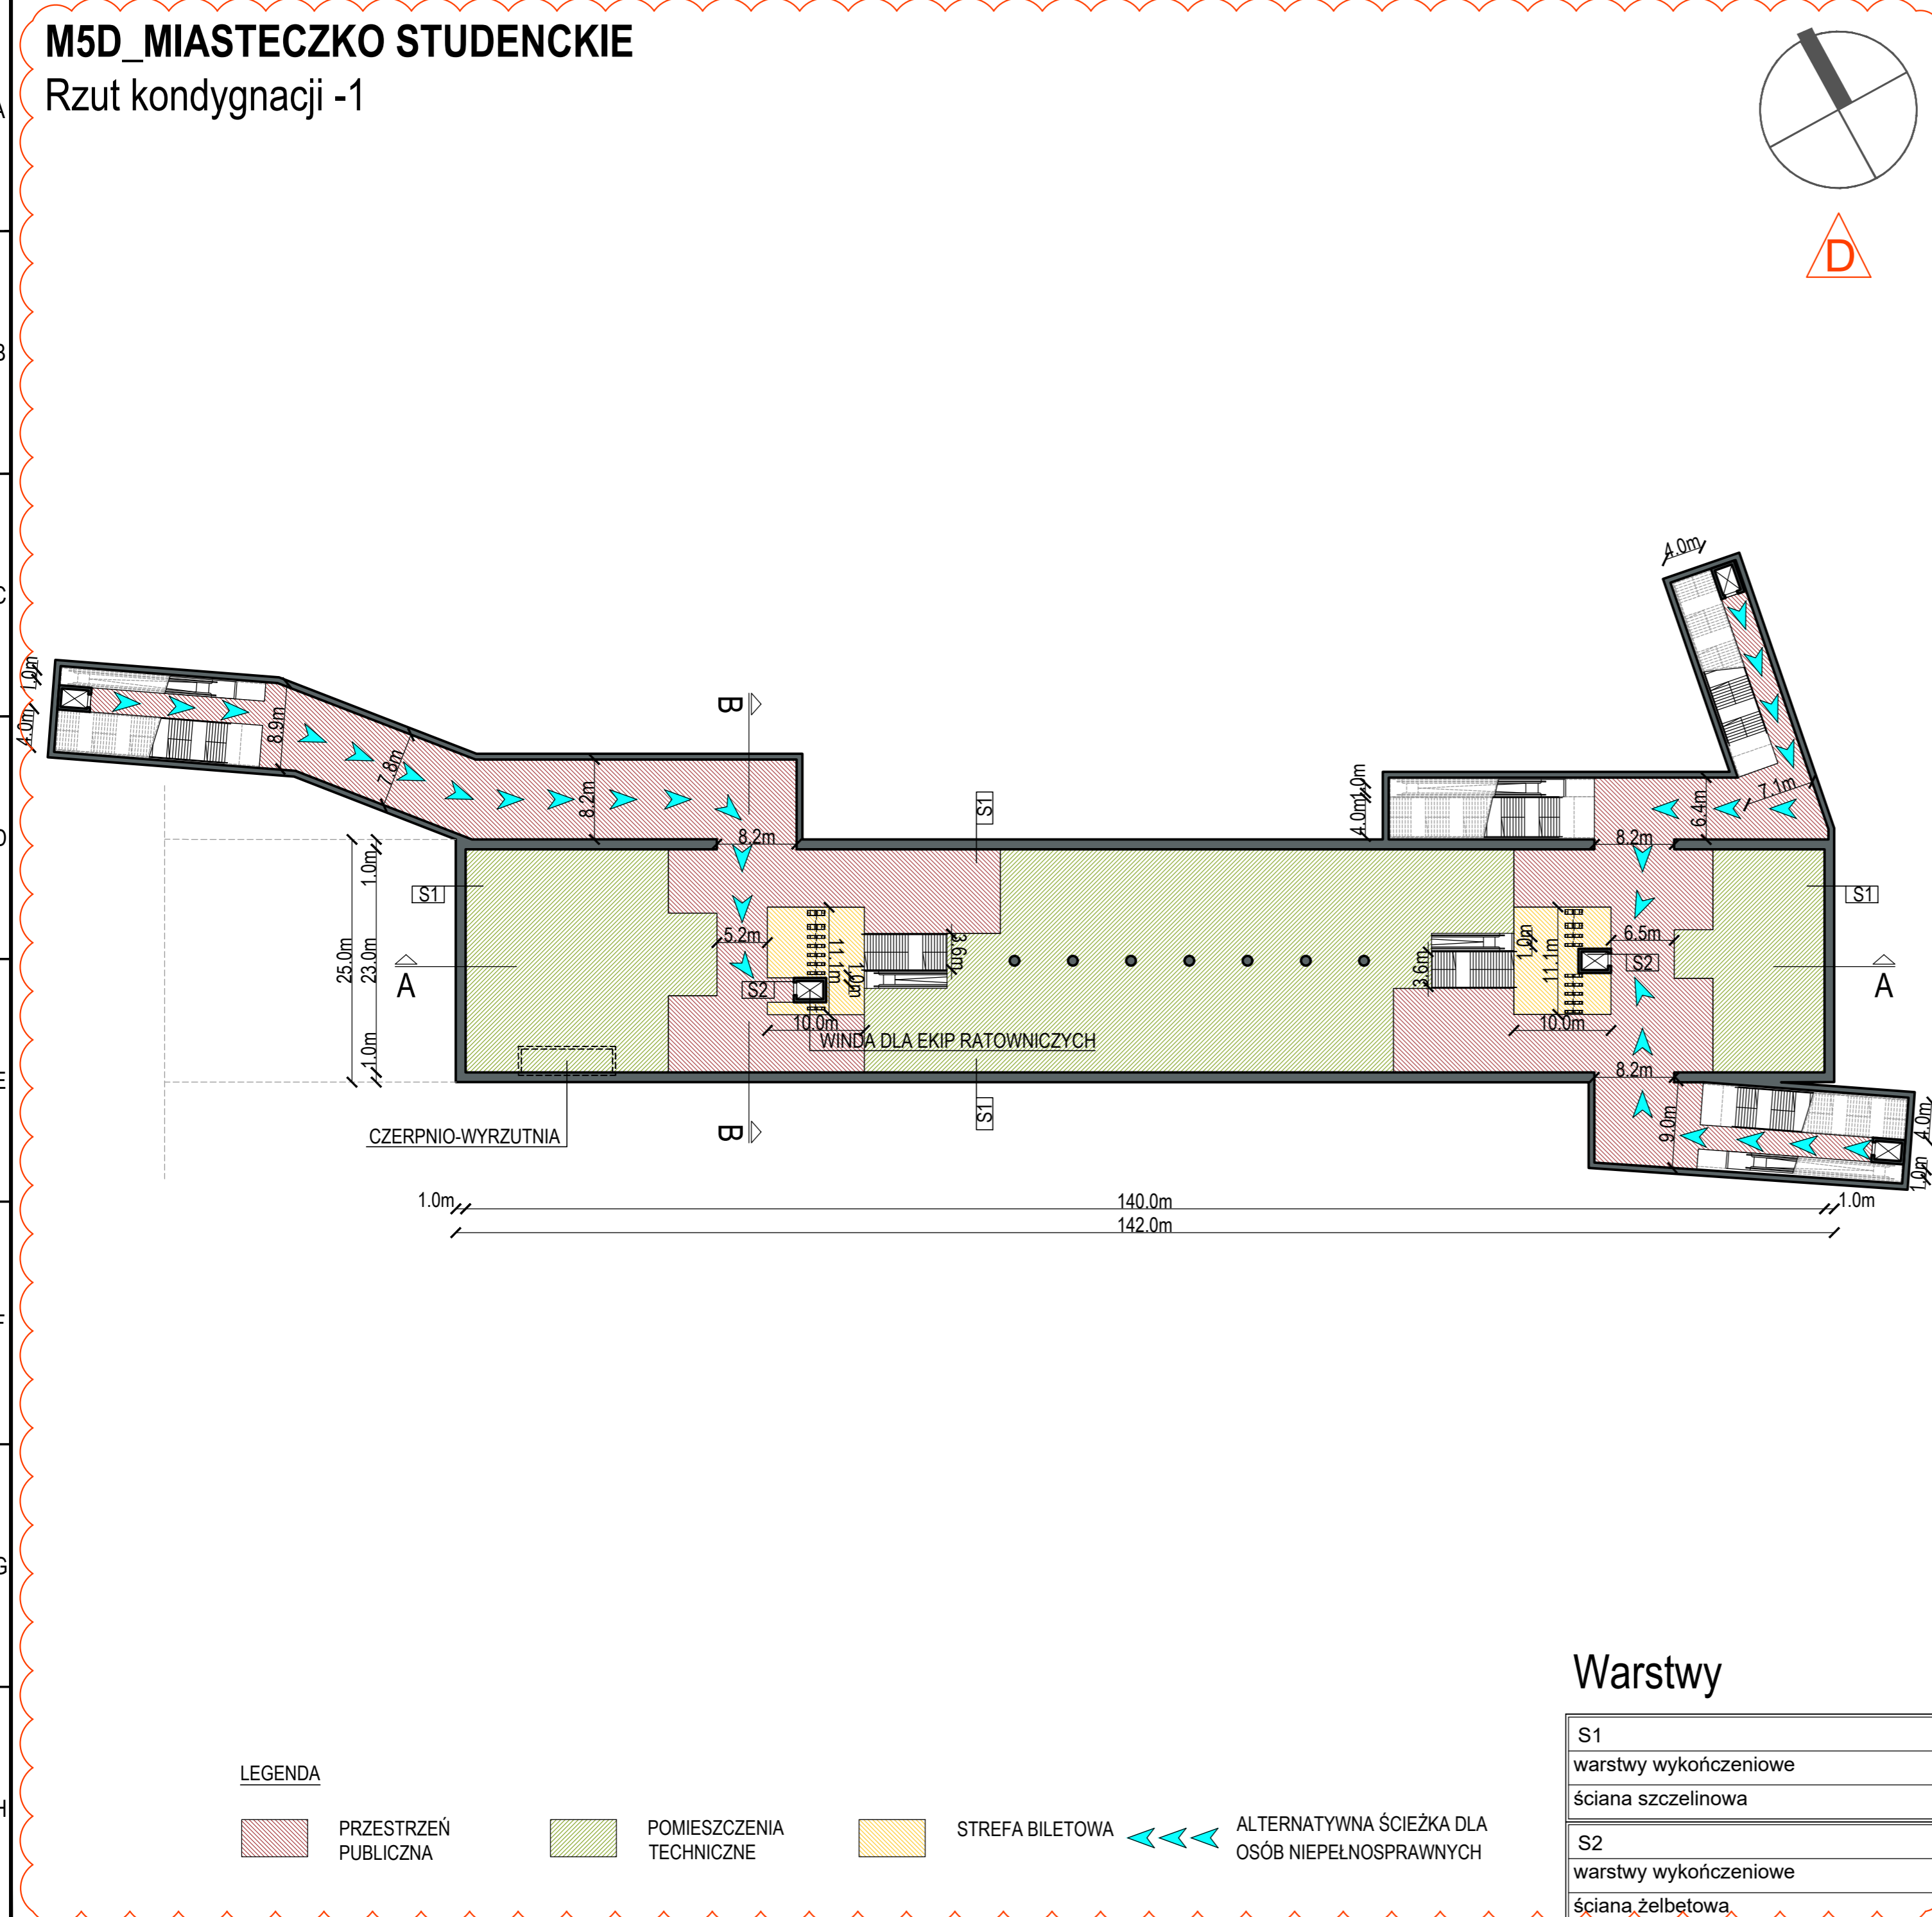 M5D_MIASTECZKO STUDENCKIE
Rzut kondygnacji -1
D
A
B
C
D
E
F
G
H
4.0m
1.0m
4.0m
8.9m
7.8m
8.2m
B
8.2m
S1
4.0m
1.0m
6.4m
7.1m
8.2m
25.0m
23.0m
1.0m
1.0m
S1
A
5.2m
11.1m
1.0m
3.6m
S2
10.0m
WINDA DLA EKIP RATOWNICZYCH
3.6m
1.0m
11.1m
6.5m
S2
10.0m
S1
A
8.2m
9.0m
4.0m
1.0m
CZERPNIO-WYRZUTNIA
B
S1
1.0m
140.0m
1.0m
142.0m
Warstwy
S1
warstwy wykończeniowe
ściana szczelinowa
S2
warstwy wykończeniowe
ściana żelbetowa
LEGENDA
PRZESTRZEŃ
PUBLICZNA
POMIESZCZENIA
TECHNICZNE
STREFA BILETOWA
ALTERNATYWNA ŚCIEŻKA DLA
OSÓB NIEPEŁNOSPRAWNYCH